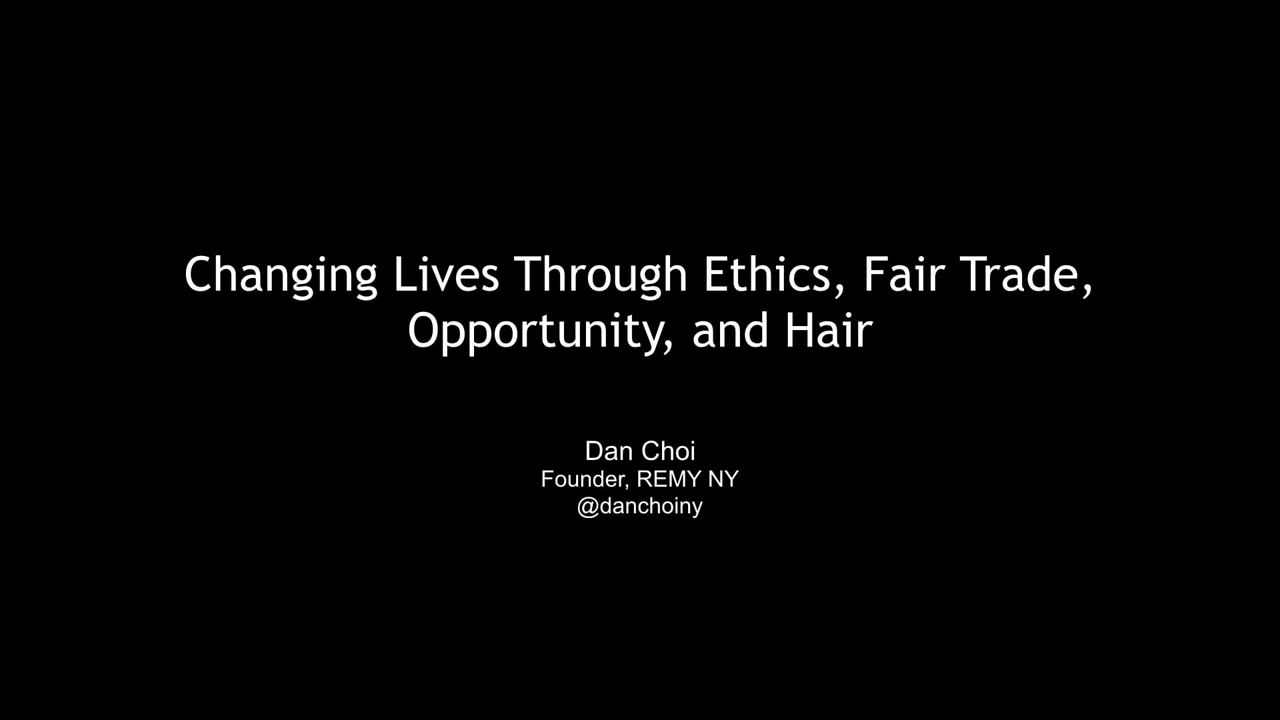 Changing Lives Through Ethics, Fair Trade,
Opportunity, and Hair
Dan Choi
Founder, REMY NY
@danchoiny